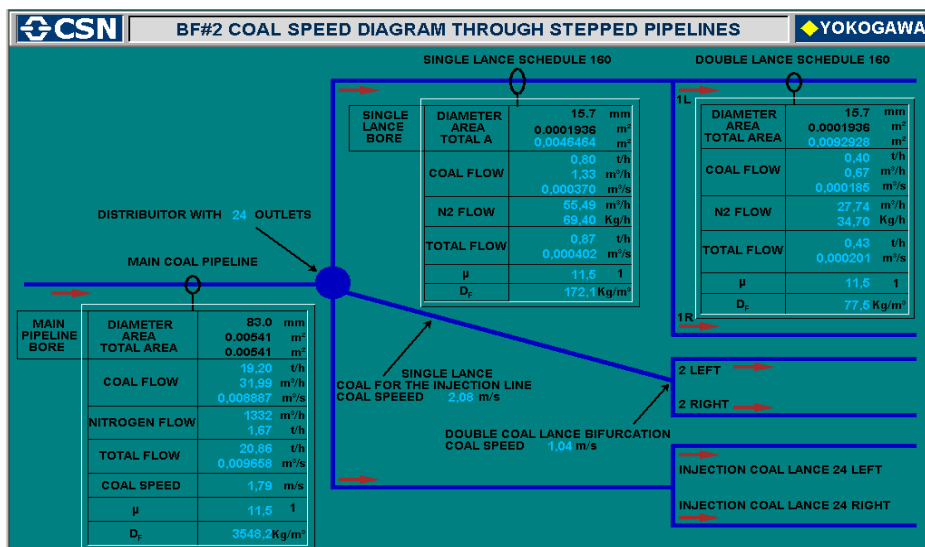 CSN
BF#2 COAL SPEED DIAGRAM THROUGH STEPPED PIPELINES
YOKOGAWA
SINGLE LANCE SCHEDULE 160
DOUBLE LANCE SCHEDULE 160
SINGLE LANCE BORE
DIAMETER 15.7 mm
AREA 0.0001936 m²
TOTAL A 0,0046464 m²
COAL FLOW
0,80 t/h
1,33 m³/h
0,000370 m³/s
N2 FLOW
55,49 m³/h
69,40 Kg/h
TOTAL FLOW
0,87 t/h
0,000402 m³/s
µ 11,5 1
DF 172,1 Kg/m³
1L
DIAMETER 15.7 mm
AREA 0.0001936 m²
TOTAL AREA 0,0092928 m²
COAL FLOW
0,40 t/h
0,67 m³/h
0,000185 m³/s
N2 FLOW
27,74 m³/h
34,70 Kg/h
TOTAL FLOW
0,43 t/h
0,000201 m³/s
µ 11,5 1
DF 77,5 Kg/m³
1R
DISTRIBUITOR WITH 24 OUTLETS
MAIN COAL PIPELINE
MAIN PIPELINE BORE
DIAMETER 83.0 mm
AREA 0.00541 m²
TOTAL AREA 0.00541 m²
COAL FLOW
19,20 t/h
31,99 m³/h
0,008887 m³/s
NITROGEN FLOW
1332 m³/h
1,67 t/h
TOTAL FLOW
20,86 t/h
0,009658 m³/s
COAL SPEED 1,79 m/s
µ 11,5 1
DF 3548,2 Kg/m³
SINGLE LANCE
COAL FOR THE INJECTION LINE
COAL SPEEED 2,08 m/s
DOUBLE COAL LANCE BIFURCATION
COAL SPEED 1,04 m/s
2 LEFT
2 RIGHT
INJECTION COAL LANCE 24 LEFT
INJECTION COAL LANCE 24 RIGHT